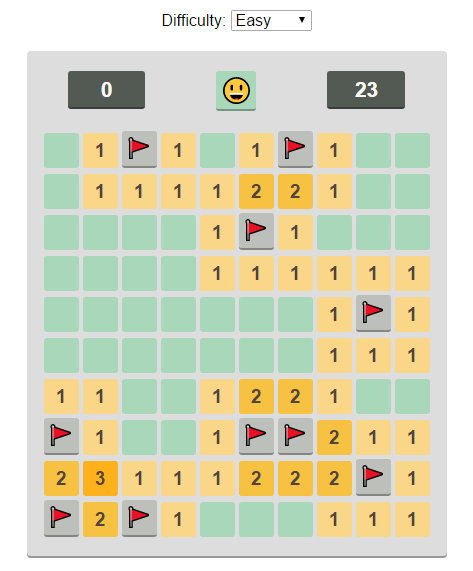 Difficulty: Easy
0 23
1 1 1 1
1 1 1 1 2 2 1
1 1
1 1 1 1 1 1
1 1
1 1 1
1 1 1 2 2 1
1 1 2 1 1
2 3 1 1 1 2 2 2 1
2 1 1 1 1